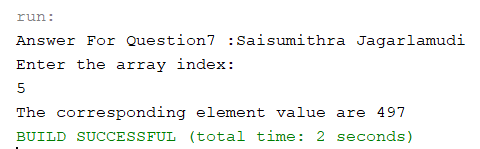 run:
Answer For Question7 :Saisumithra Jagarlamudi
Enter the array index:
5
The corresponding element value are 497
BUILD SUCCESSFUL (total time: 2 seconds)